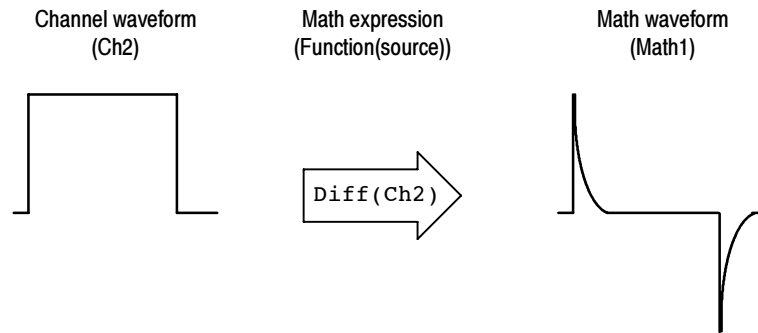 Channel waveform
(Ch2)
Math expression
(Function(source))
Math waveform
(Math1)
Diff(Ch2)